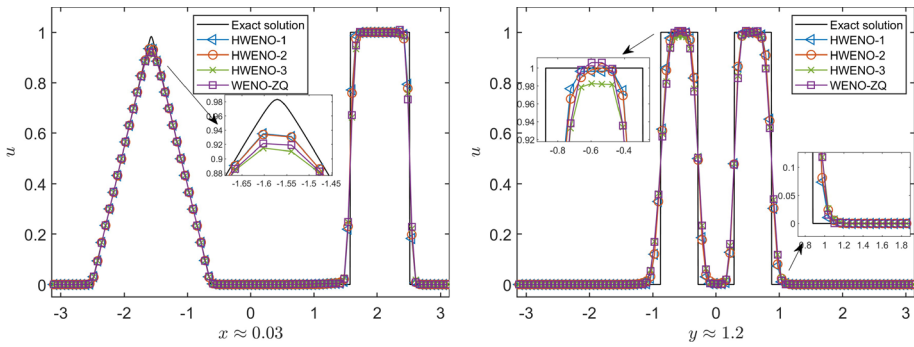 Exact solution
HWENO-1
HWENO-2
HWENO-3
WENO-ZQ
1
0.8
0.6
0.4
0.2
0
u
0.98
0.96
0.94
0.92
0.9
0.88
-1.65 -1.6 -1.55 -1.5 -1.45
-3 -2 -1 0 1 2 3
x ≈ 0.03
Exact solution
HWENO-1
HWENO-2
HWENO-3
WENO-ZQ
1
0.8
0.6
0.4
0.2
0
u
1
0.98
0.96
0.94
0.92
-0.8 -0.6 -0.4
0.1
0.05
0
0.8 1 1.2 1.4 1.6 1.8
-3 -2 -1 0 1 2 3
y ≈ 1.2